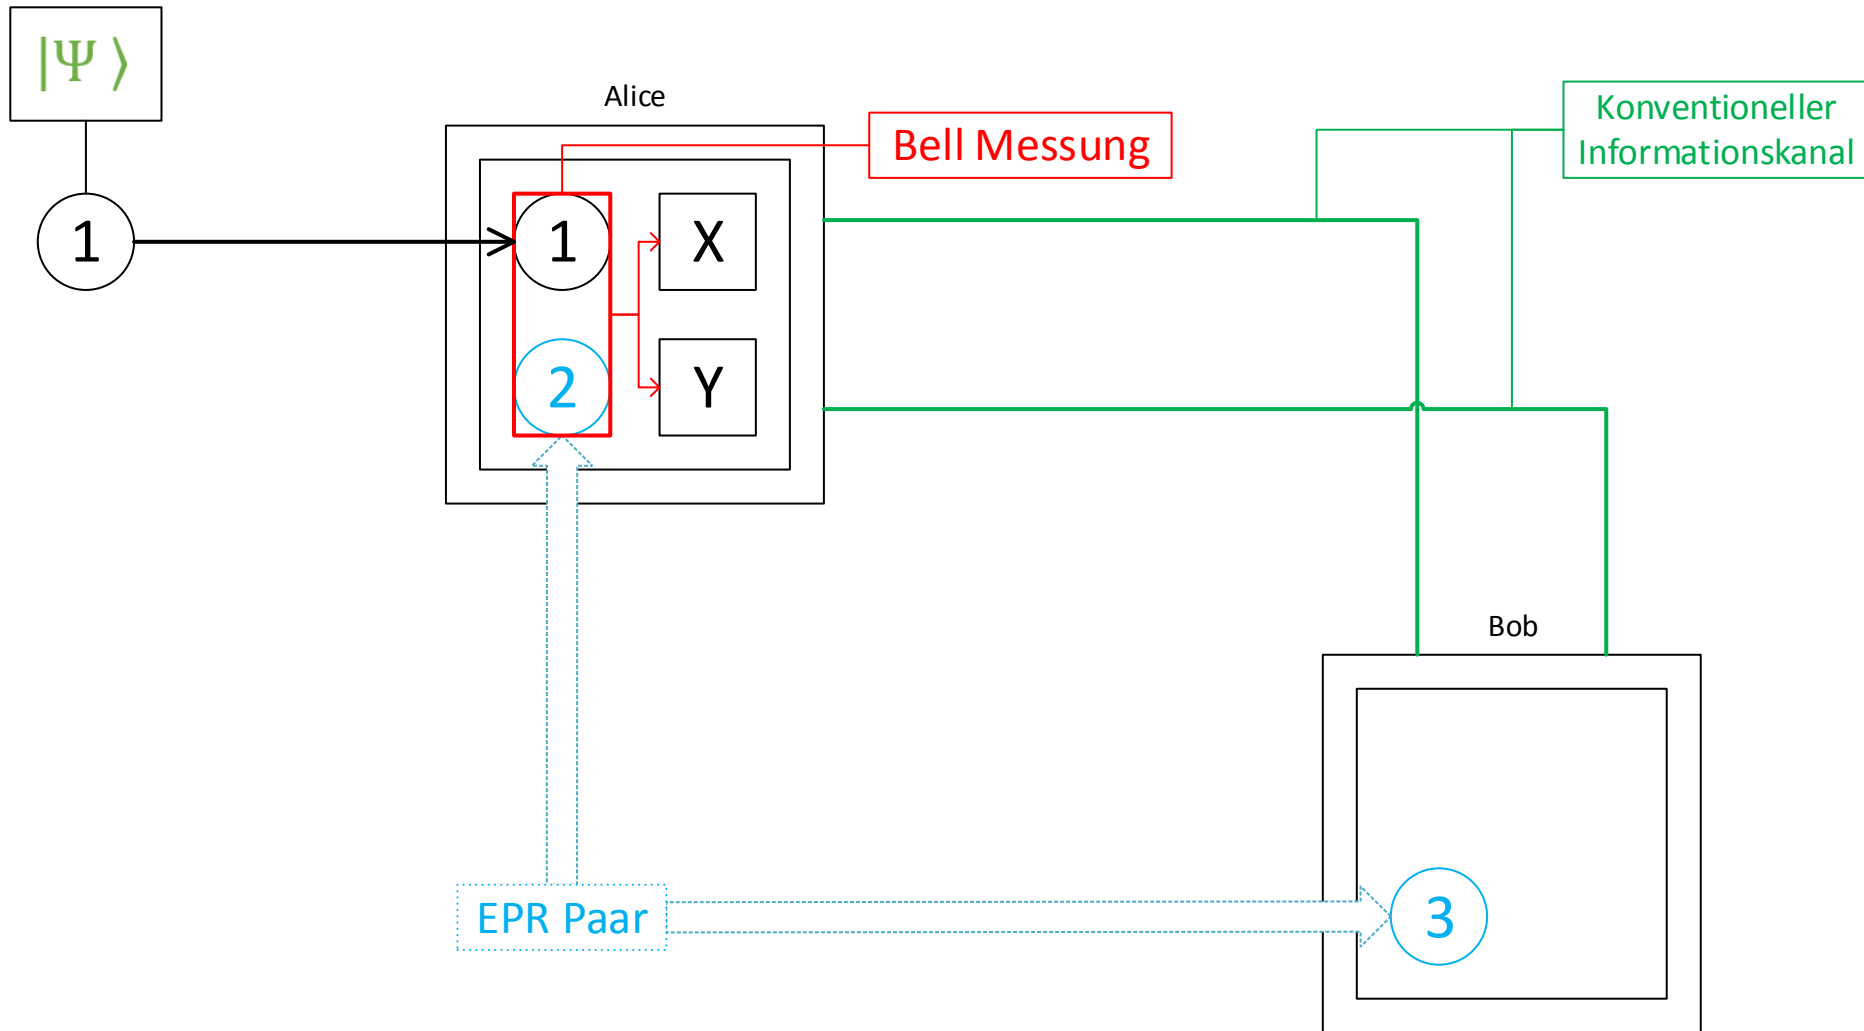 |Ψ⟩
Alice
Bell Messung
Konventioneller
Informationskanal
1
1
X
2
Y
Bob
EPR Paar
3